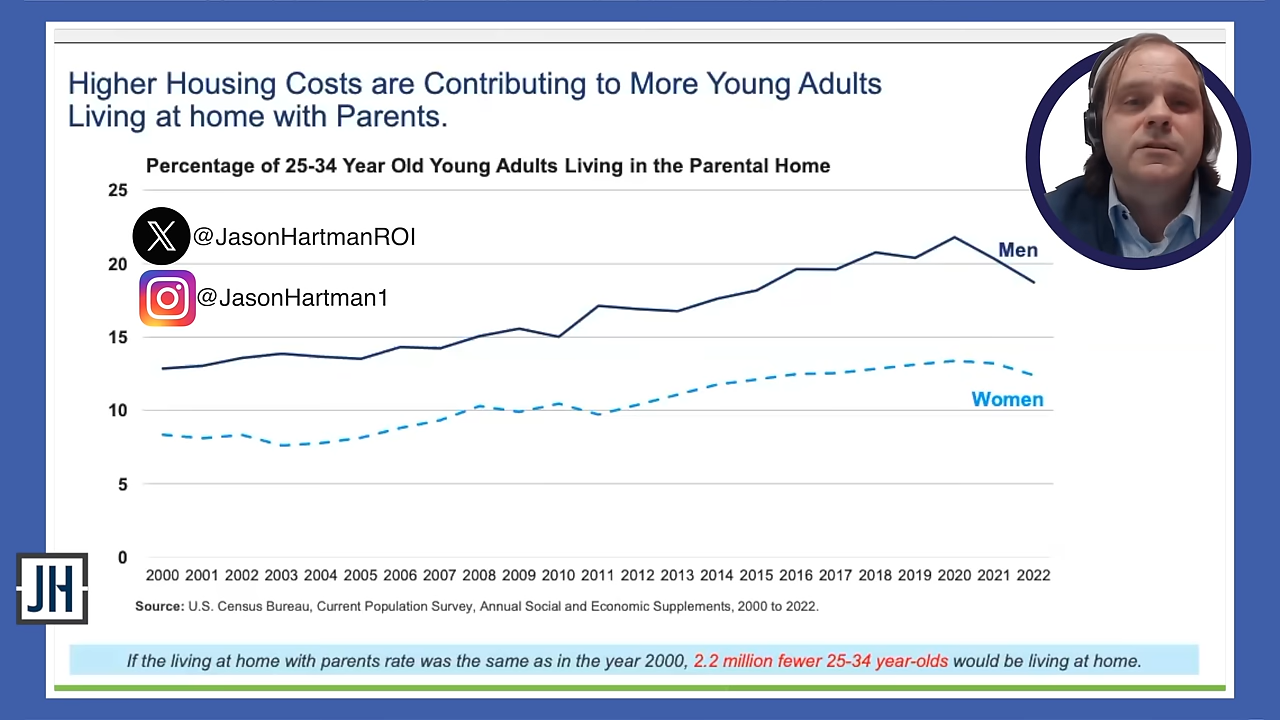 Higher Housing Costs are Contributing to More Young Adults
Living at home with Parents.
Percentage of 25-34 Year Old Young Adults Living in the Parental Home
25
@JasonHartmanROI
Men
20
@JasonHartman1
15
10
Women
5
0
2000 2001 2002 2003 2004 2005 2006 2007 2008 2009 2010 2011 2012 2013 2014 2015 2016 2017 2018 2019 2020 2021 2022
JH
Source: U.S. Census Bureau, Current Population Survey, Annual Social and Economic Supplements, 2000 to 2022.
If the living at home with parents rate was the same as in the year 2000, 2.2 million fewer 25-34 year-olds would be living at home.